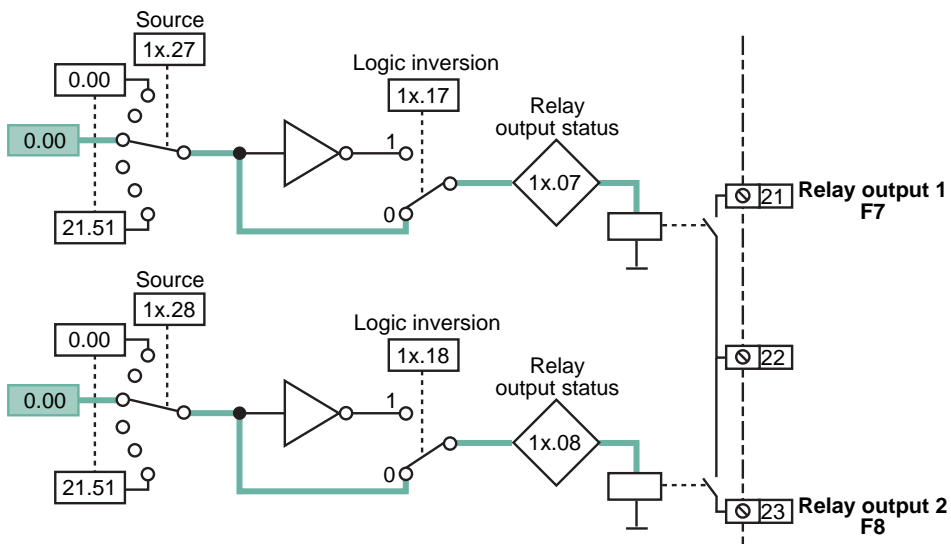 Source
1x.27
0.00
0.00
21.51
Logic inversion
1x.17
1
0
Relay
output status
1x.07
21
Relay output 1
F7
Source
1x.28
0.00
0.00
21.51
Logic inversion
1x.18
1
0
Relay
output status
1x.08
22
23
Relay output 2
F8